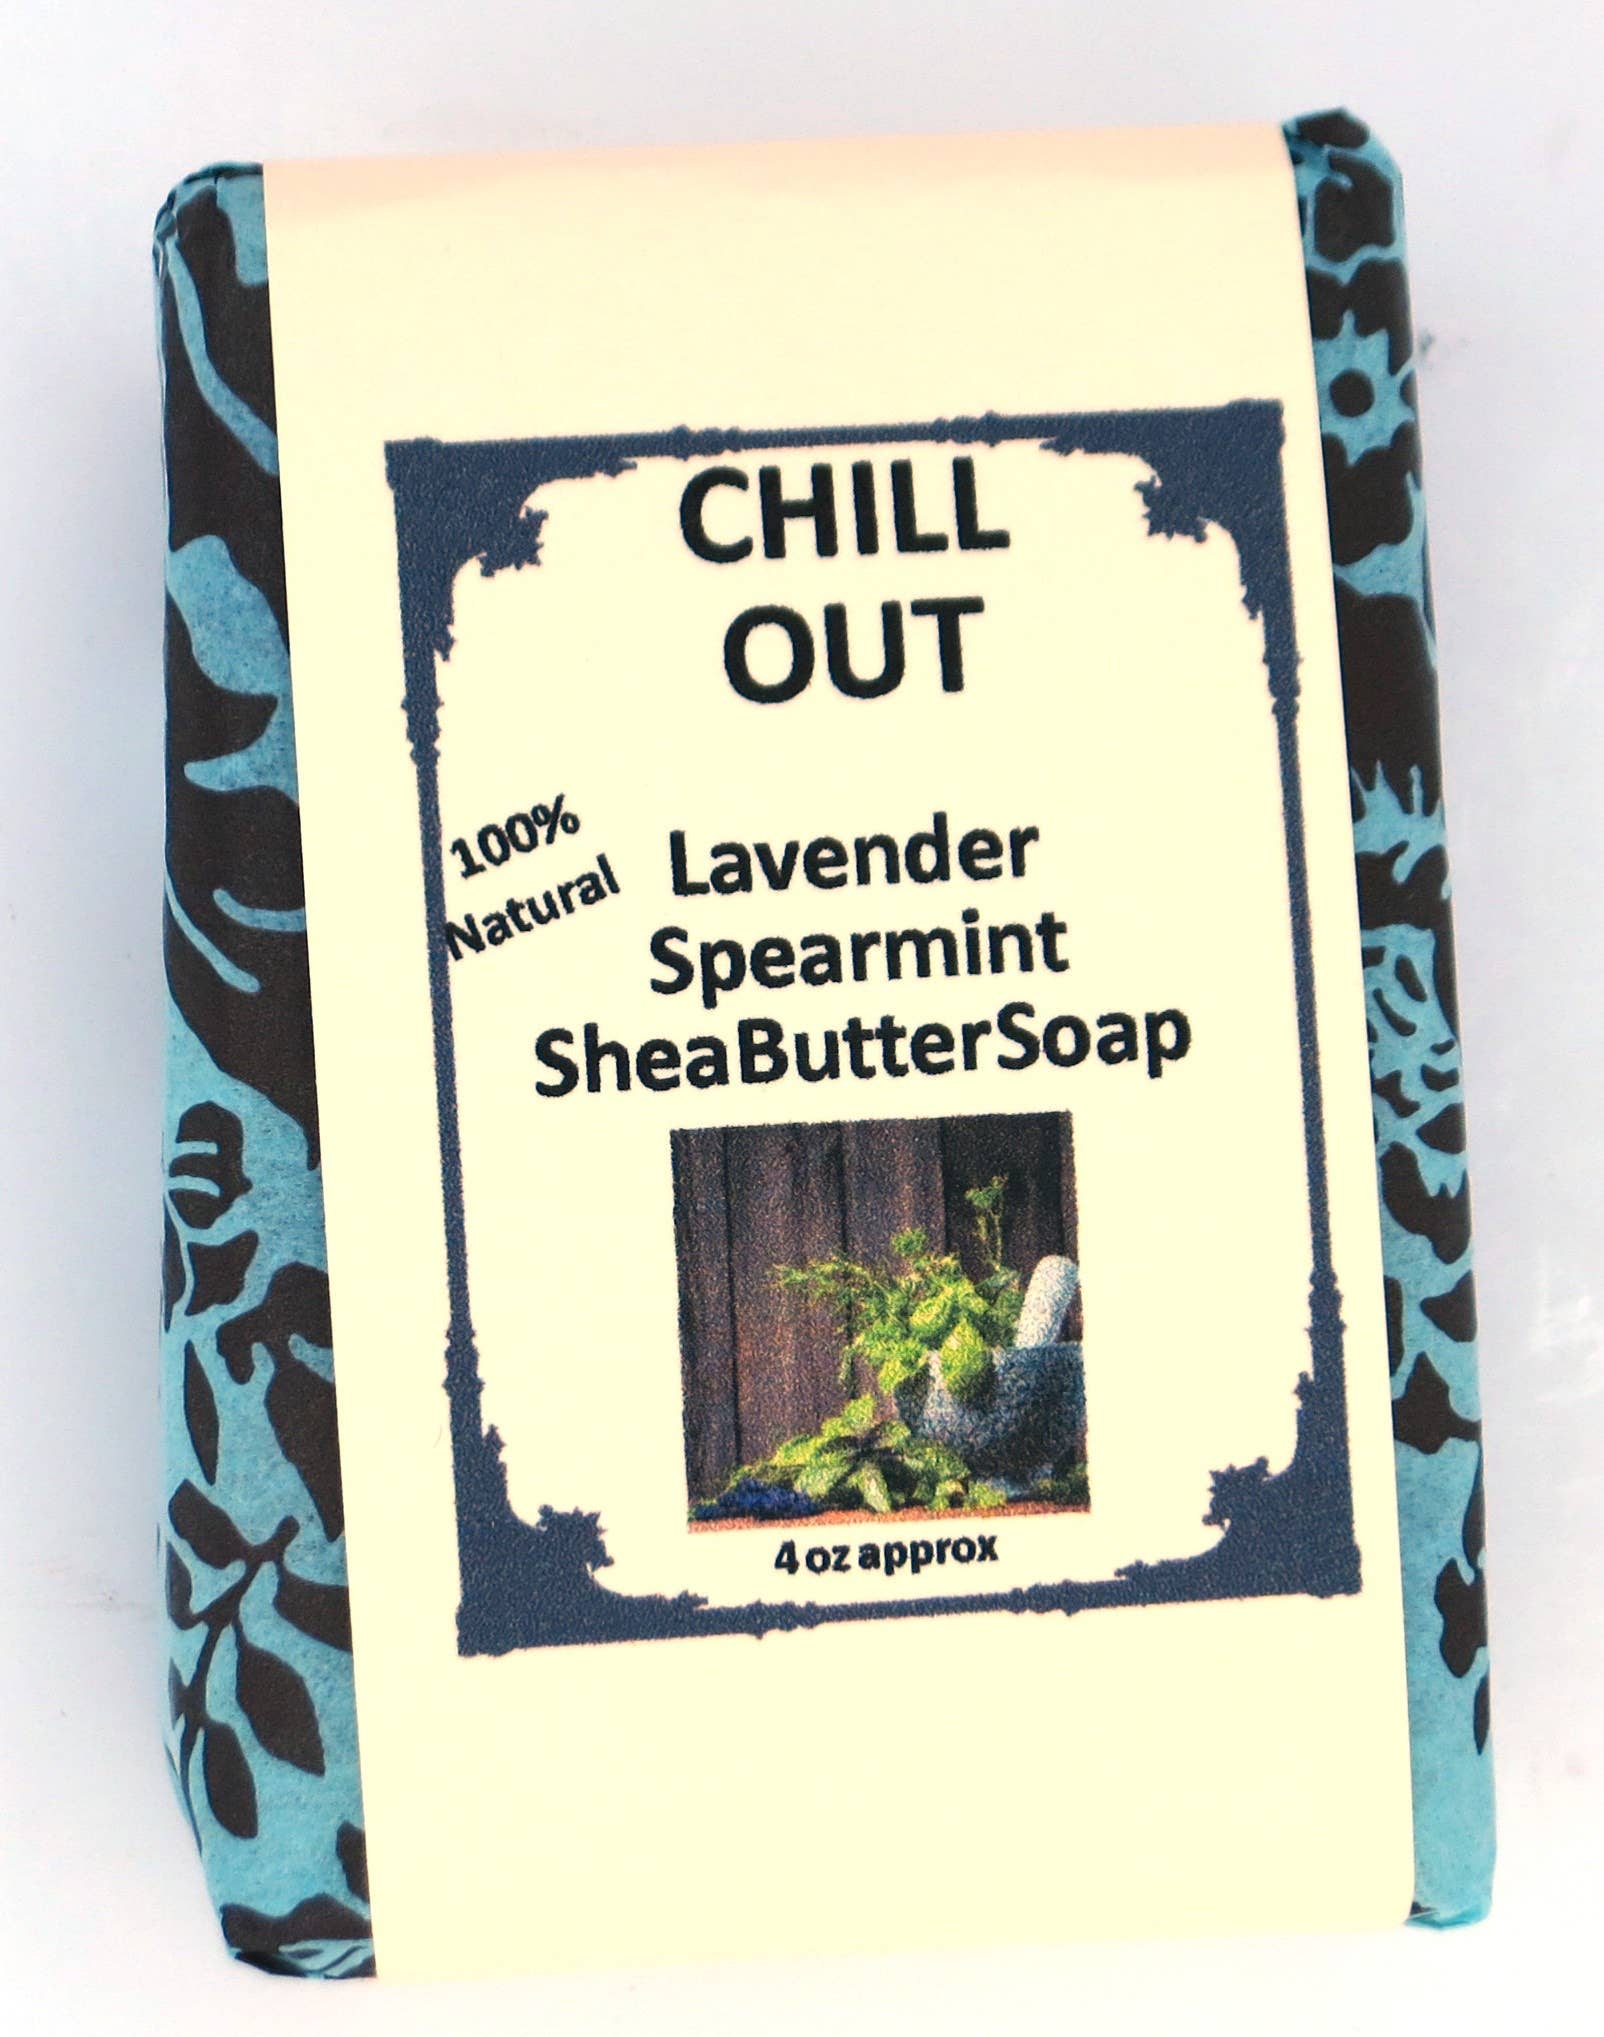 CHILL
OUT
100%
Natural
Lavender
Spearmint
SheaButterSoap
4 oz approx